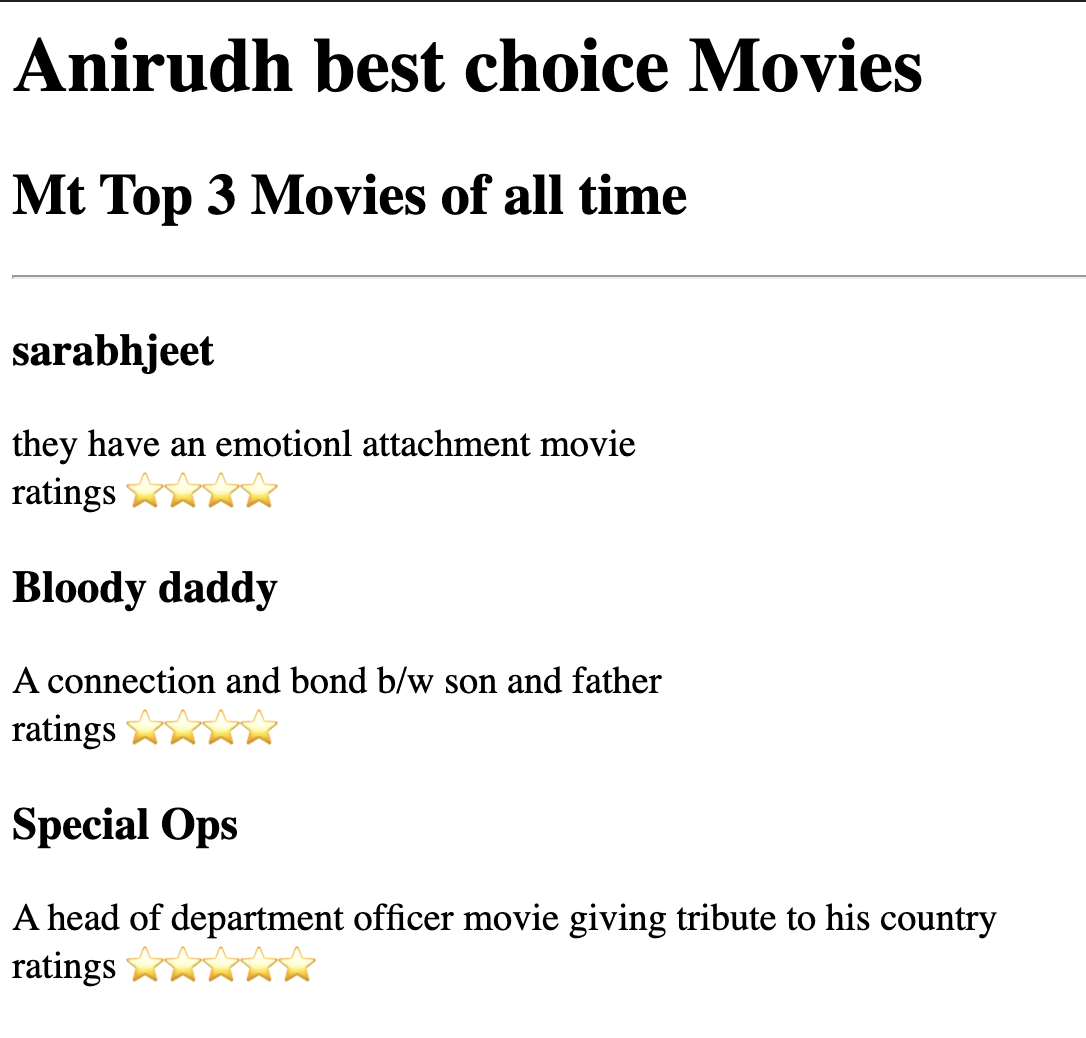 Anirudh best choice Movies
Mt Top 3 Movies of all time
sarabhjeet
they have an emotionl attachment movie
ratings ⭐⭐⭐⭐
Bloody daddy
A connection and bond b/w son and father
ratings ⭐⭐⭐⭐
Special Ops
A head of department officer movie giving tribute to his country
ratings ⭐⭐⭐⭐⭐